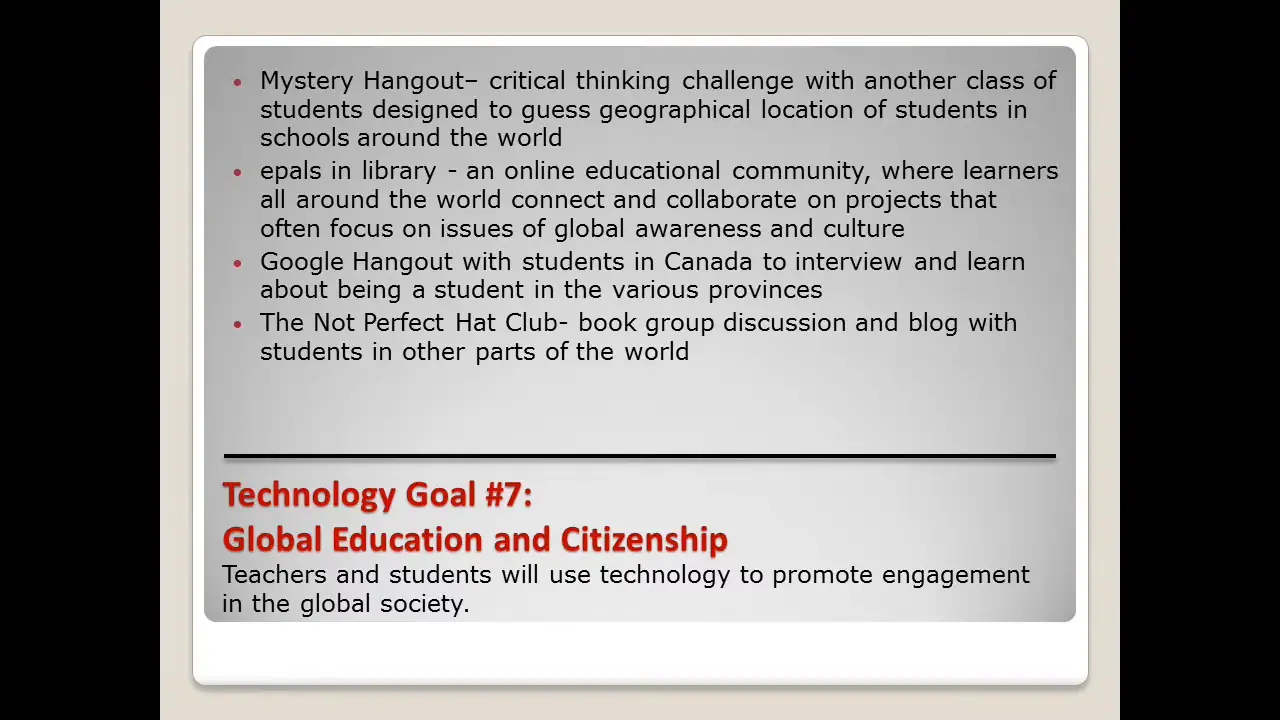 • Mystery Hangout– critical thinking challenge with another class of
students designed to guess geographical location of students in
schools around the world
• epals in library - an online educational community, where learners
all around the world connect and collaborate on projects that
often focus on issues of global awareness and culture
• Google Hangout with students in Canada to interview and learn
about being a student in the various provinces
• The Not Perfect Hat Club- book group discussion and blog with
students in other parts of the world
Technology Goal #7:
Global Education and Citizenship
Teachers and students will use technology to promote engagement
in the global society.